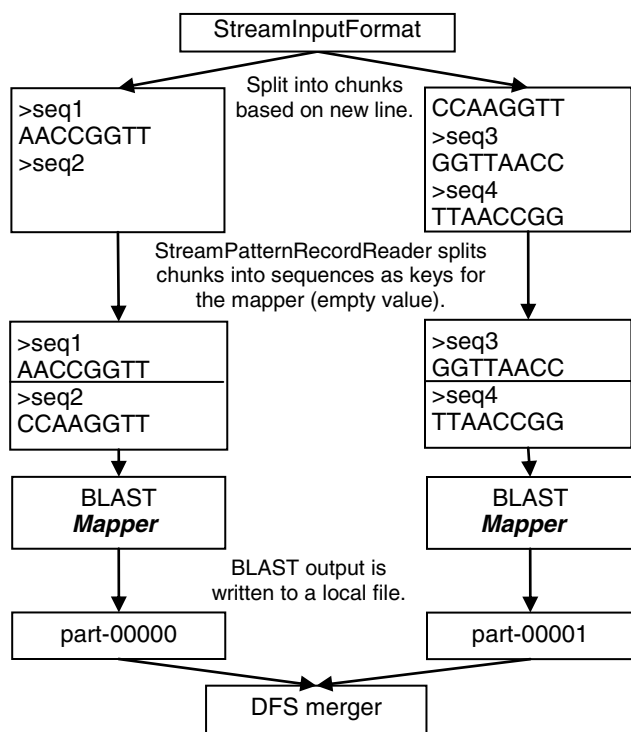 StreamInputFormat
Split into chunks
based on new line.
>seq1
AACCGGTT
>seq2
CCAAGGTT
>seq3
GGTTAACC
>seq4
TTAACCGG
StreamPatternRecordReader splits
chunks into sequences as keys for
the mapper (empty value).
>seq1
AACCGGTT
>seq2
CCAAGGTT
>seq3
GGTTAACC
>seq4
TTAACCGG
BLAST
Mapper
BLAST
Mapper
BLAST output is
written to a local file.
part-00000
part-00001
DFS merger